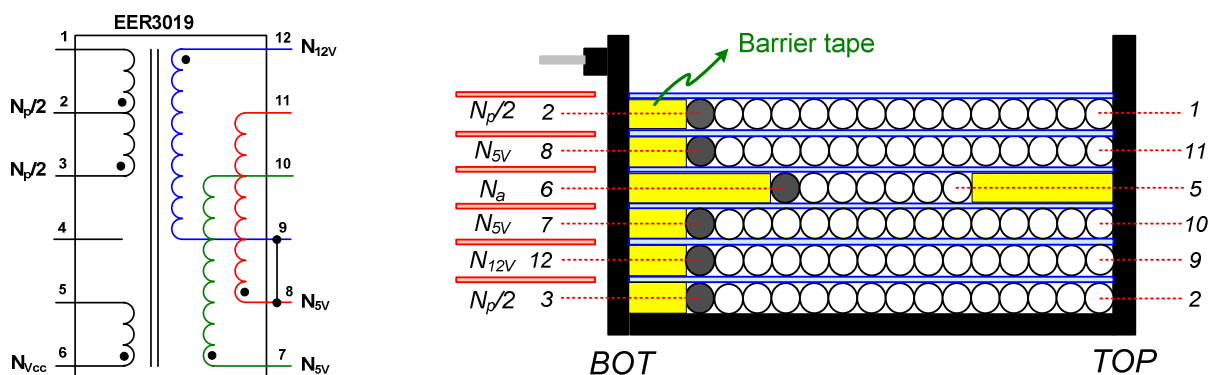 EER3019
1
2
3
4
5
6
Np/2
Np/2
NVcc
12
11
10
9
8
7
N12V
N5V
N5V
Barrier tape
Np/2 2 1
N5V 8 11
Na 6 5
N5V 7 10
N12V 12 9
Np/2 3 2
BOT TOP